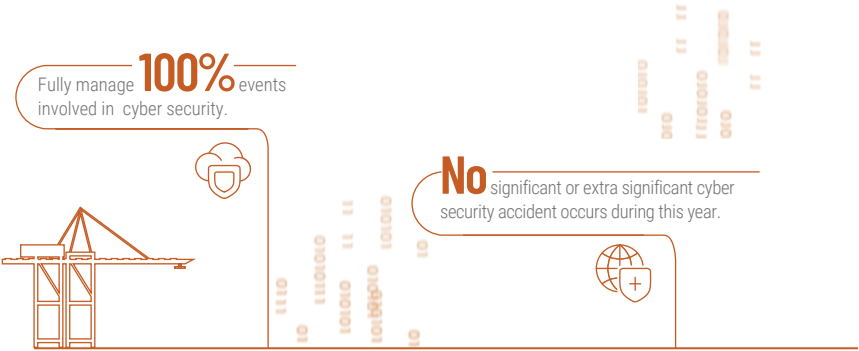 Fully manage 100% events
involved in cyber security.
No significant or extra significant cyber
security accident occurs during this year.